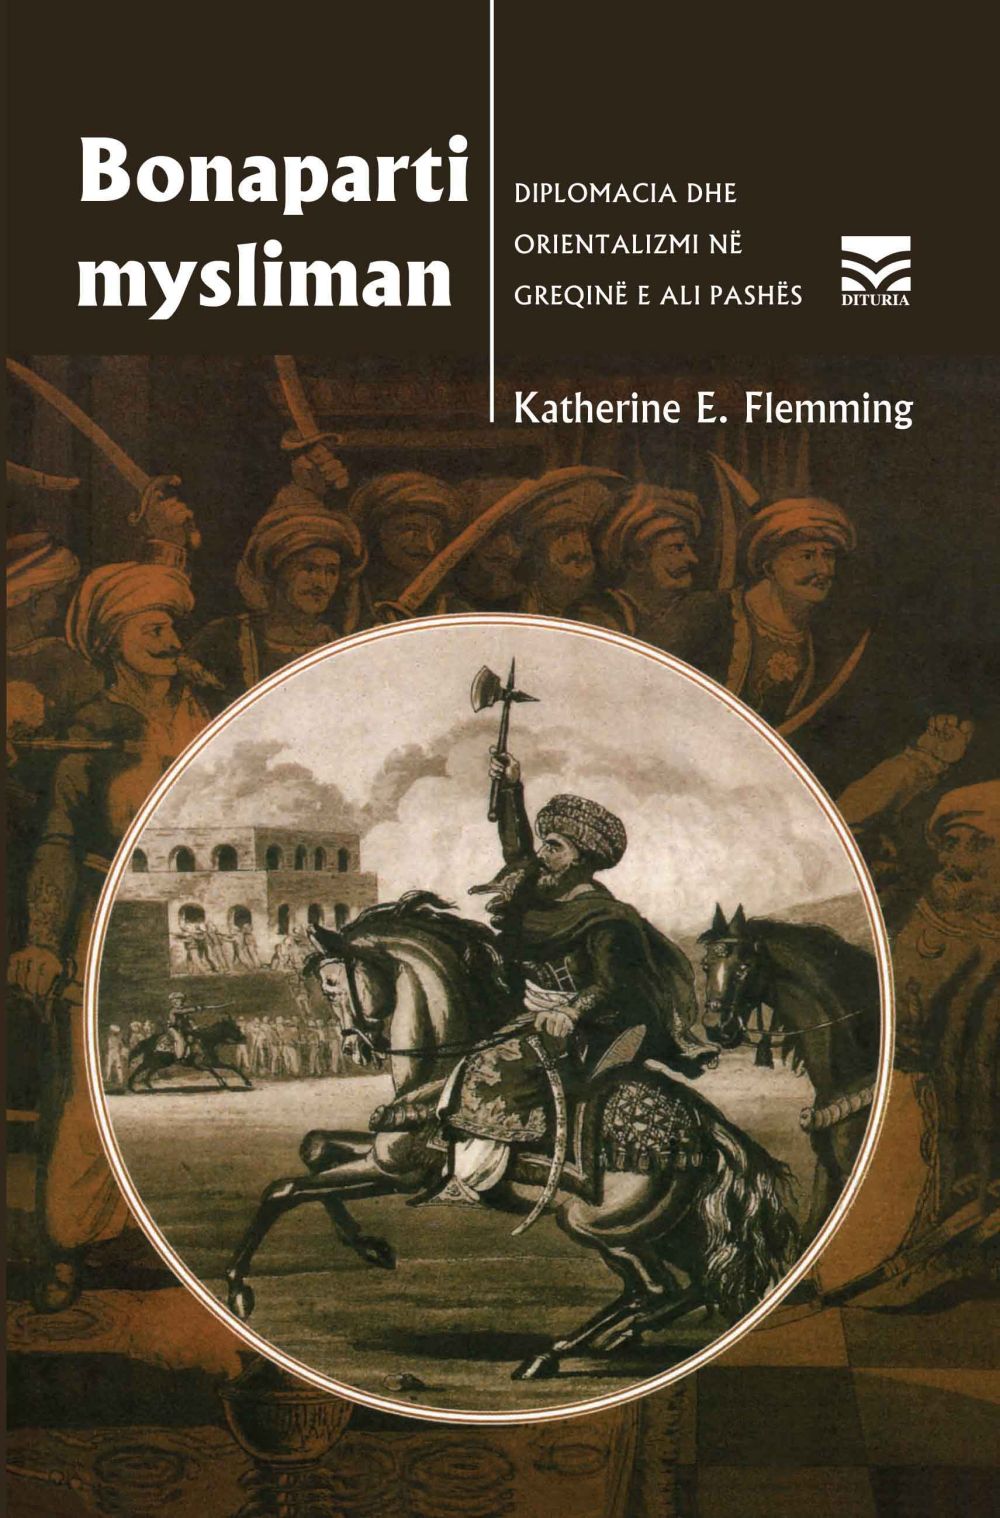 Bonaparti
mysliman
DIPLOMACIA DHE
ORIENTALIZMI NË
GREQINË E ALI PASHËS
DITURIA
Katherine E. Flemming